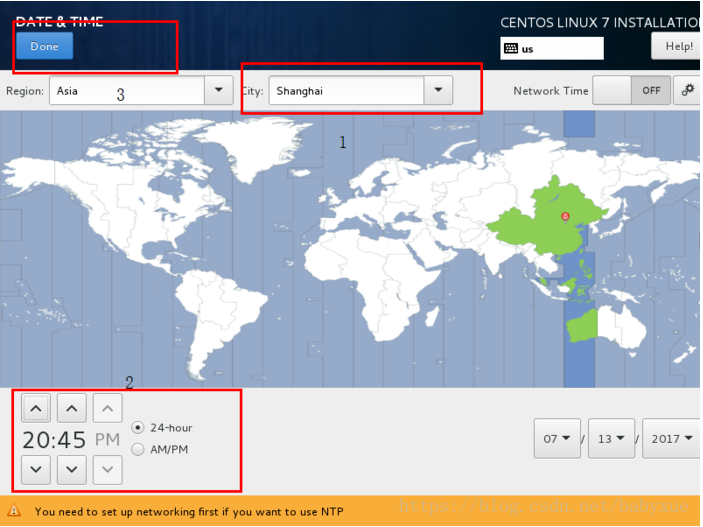 DATE & TIME
CENTOS LINUX 7 INSTALLATIO
Done
us
Help!
Region:
Asia
3
City:
Shanghai
Network Time
OFF
1
2
20:45 PM
24-hour
AM/PM
07 / 13 / 2017
You need to set up networking first if you want to use NTP